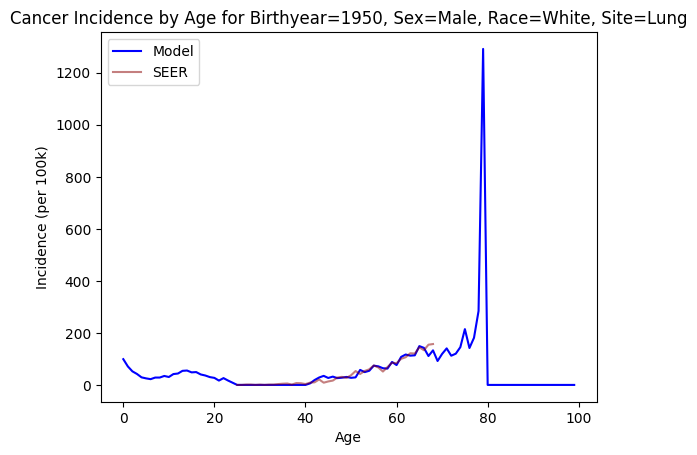 Cancer Incidence by Age for Birthyear=1950, Sex=Male, Race=White, Site=Lung
Model
SEER
Incidence (per 100k)
1200
1000
800
600
400
200
0
0 20 40 60 80 100
Age